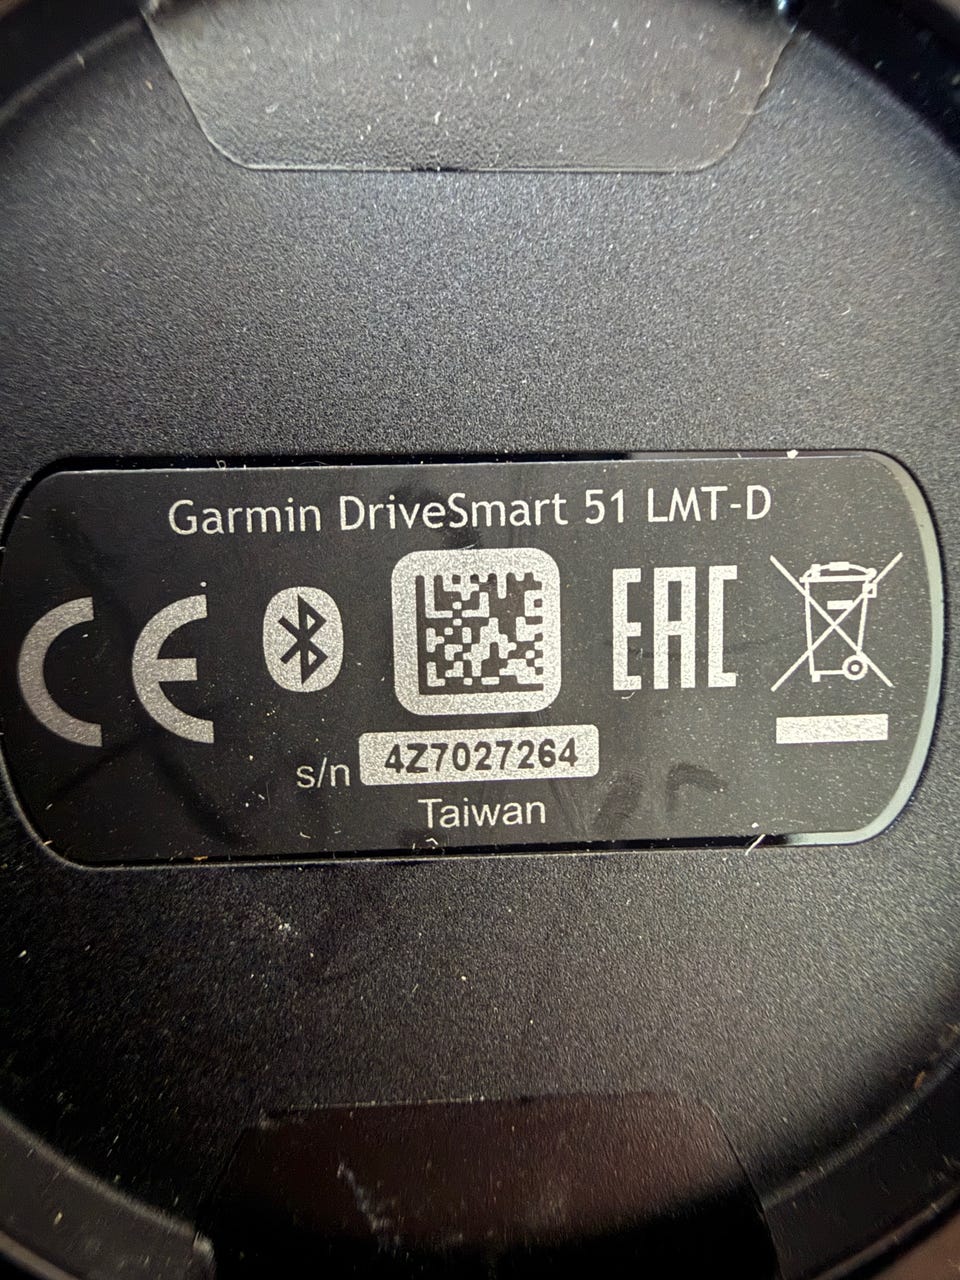 Garmin DriveSmart 51 LMT-D
CE EAC
s/n 4Z7027264
Taiwan